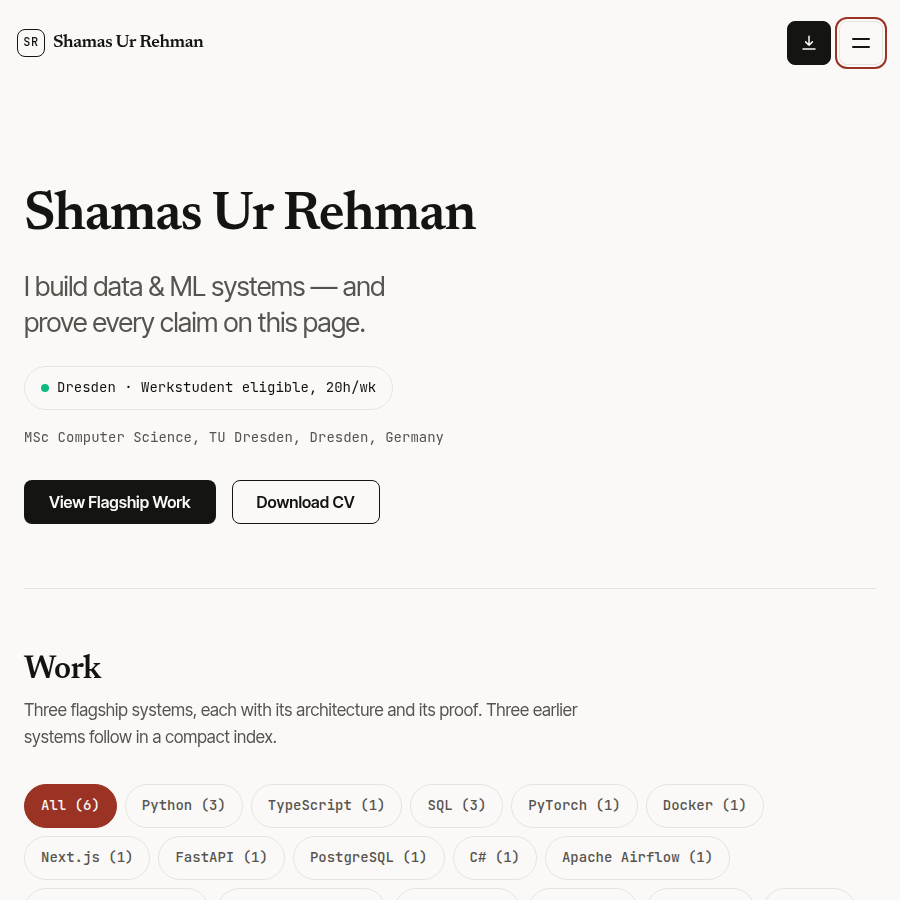 SR Shamas Ur Rehman
Shamas Ur Rehman
I build data & ML systems — and
prove every claim on this page.
Dresden · Werkstudent eligible, 20h/wk
MSc Computer Science, TU Dresden, Dresden, Germany
View Flagship Work Download CV
Work
Three flagship systems, each with its architecture and its proof. Three earlier
systems follow in a compact index.
All (6) Python (3) TypeScript (1) SQL (3) PyTorch (1) Docker (1)
Next.js (1) FastAPI (1) PostgreSQL (1) C# (1) Apache Airflow (1)